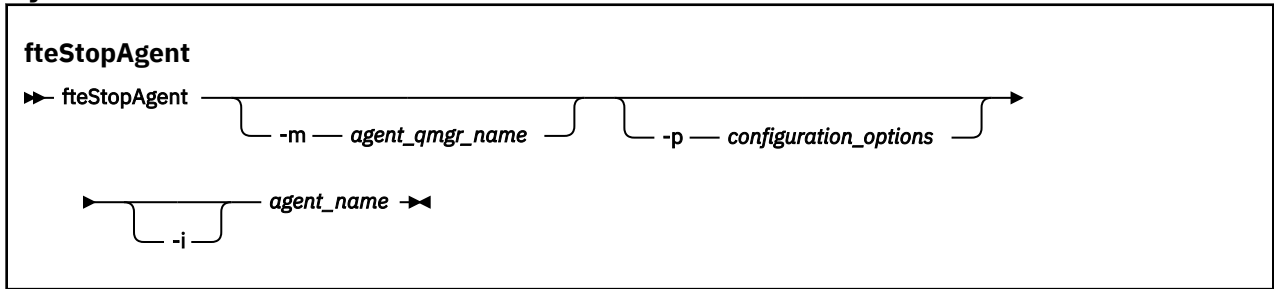 fteStopAgent
fteStopAgent
-m agent_qmgr_name -p configuration_options
agent_name
-i